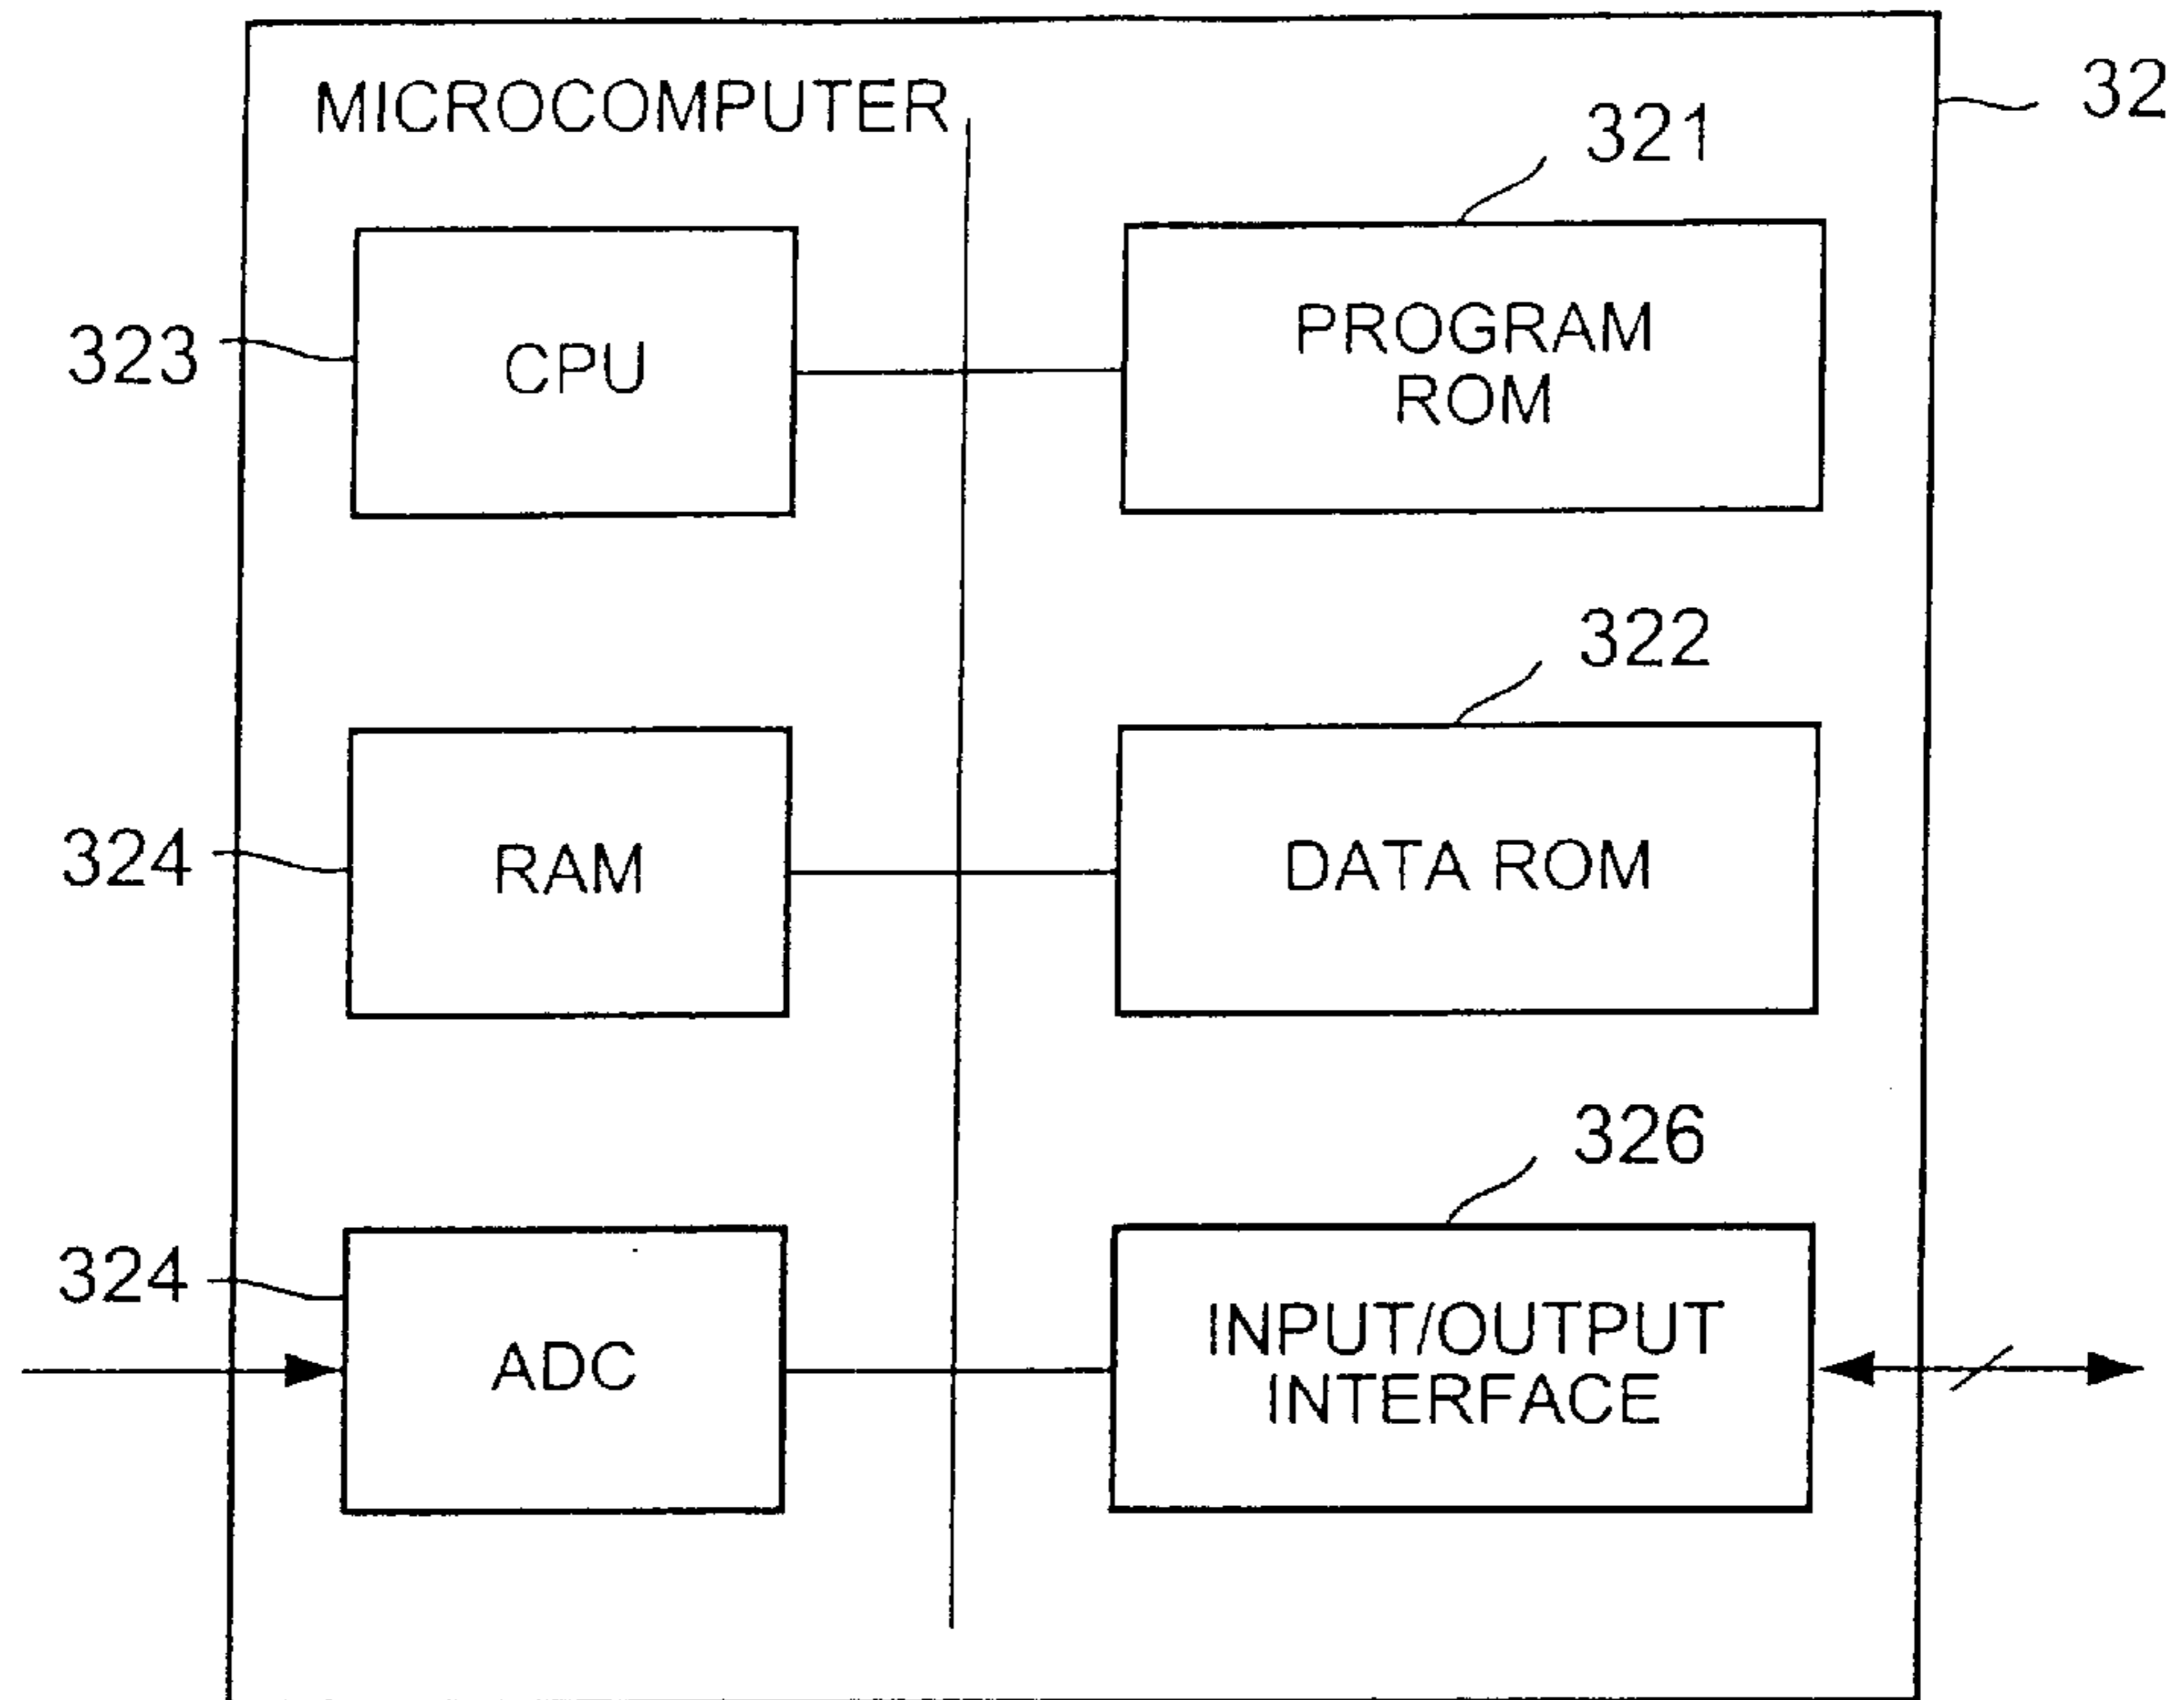 MICROCOMPUTER
32
321
323
CPU
PROGRAM
ROM
322
324
RAM
DATA ROM
326
324
ADC
INPUT/OUTPUT
INTERFACE